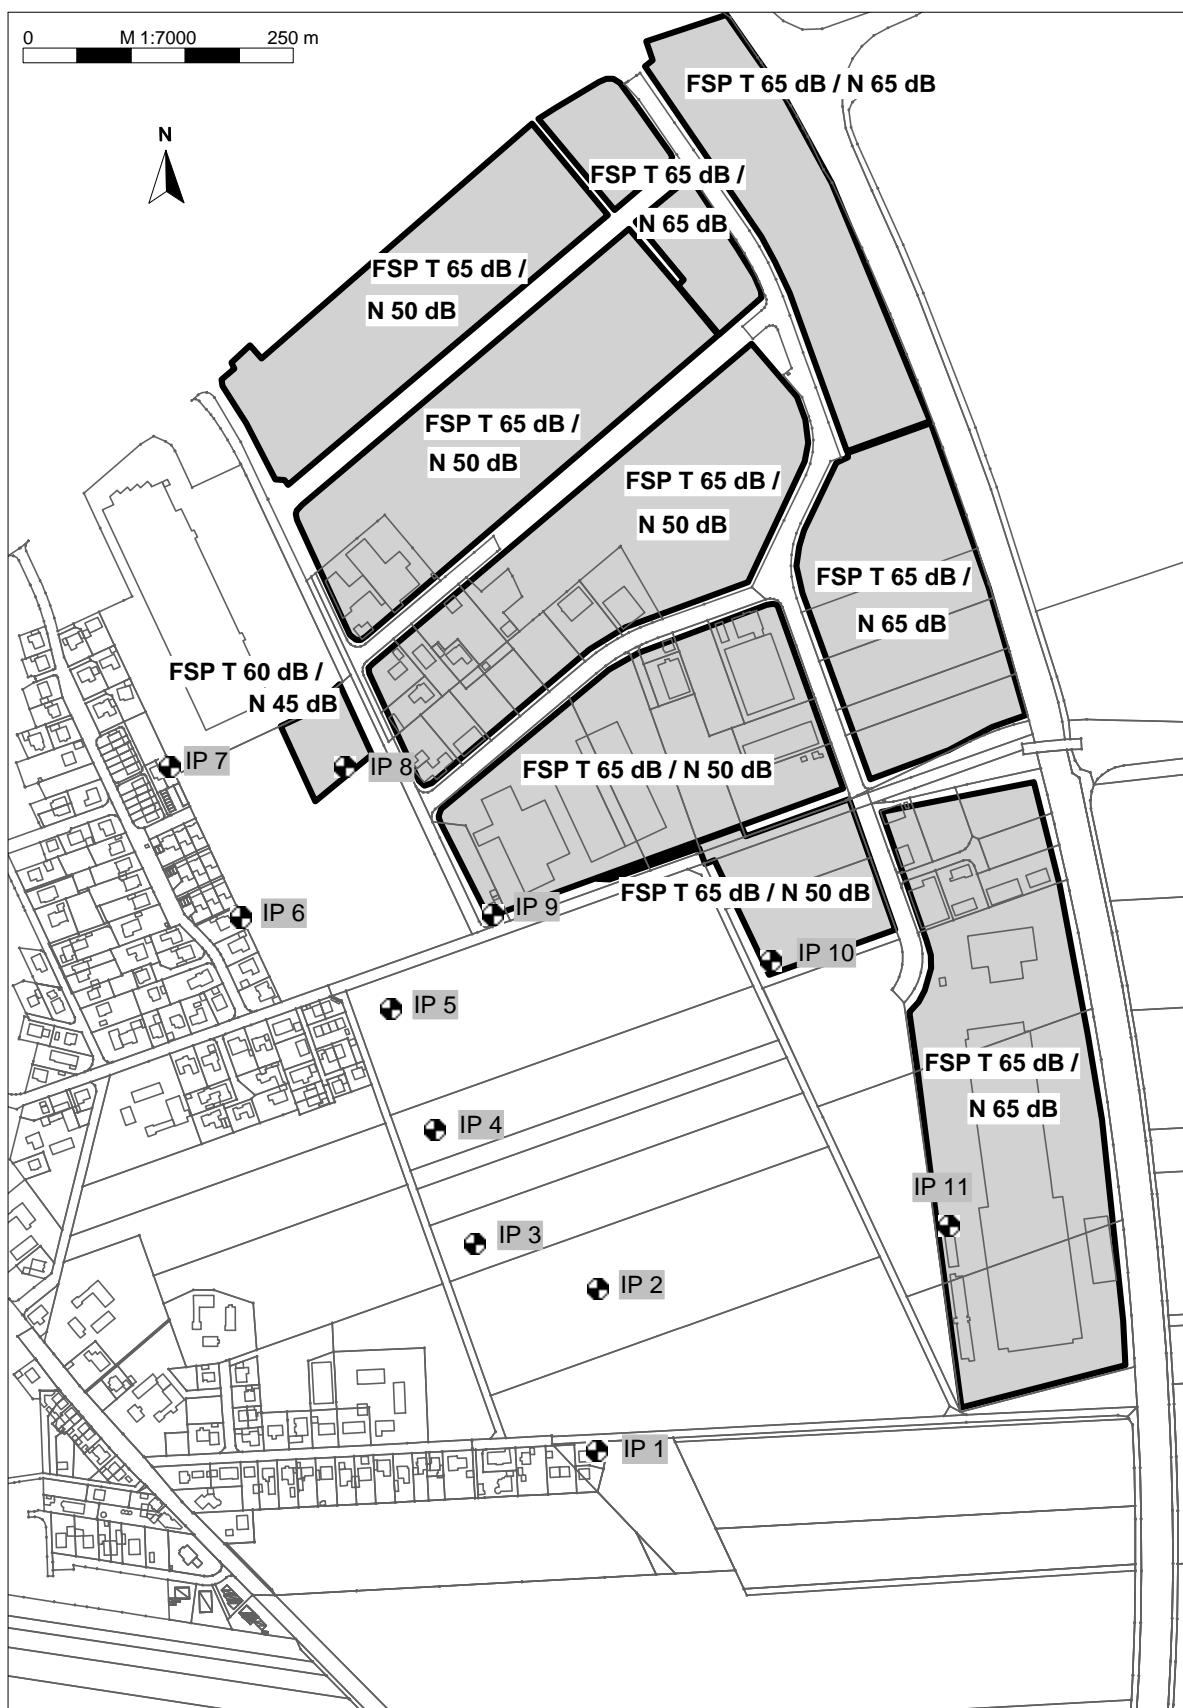 0 M 1:7000 250 m
FSP T 65 dB / N 65 dB
N
FSP T 65 dB /
N 65 dB
FSP T 65 dB /
N 50 dB
FSP T 65 dB /
N 50 dB
FSP T 65 dB /
N 50 dB
FSP T 65 dB /
N 65 dB
FSP T 60 dB /
N 45 dB
IP 7
IP 8
FSP T 65 dB / N 50 dB
FSP T 65 dB / N 50 dB
IP 6
IP 9
IP 10
IP 5
FSP T 65 dB /
N 65 dB
IP 4
IP 11
IP 3
IP 2
IP 1